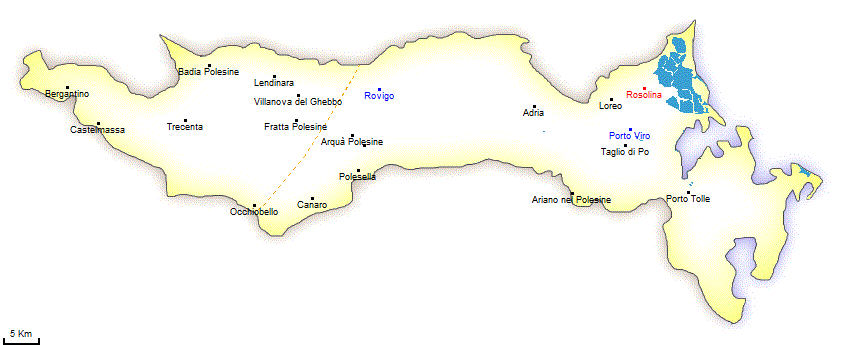 Badia Polesine
Lendinara
Bergantino
Rovigo
Rosolina
Villanova del Ghebbo
Loreo
Adria
Castelmassa
Trecenta
Fratta Polesine
Porto Viro
Arquà Polesine
Taglio di Po
Polesella
Canaro
Ariano nel Polesine
Porto Tolle
Occhiobello
5 Km